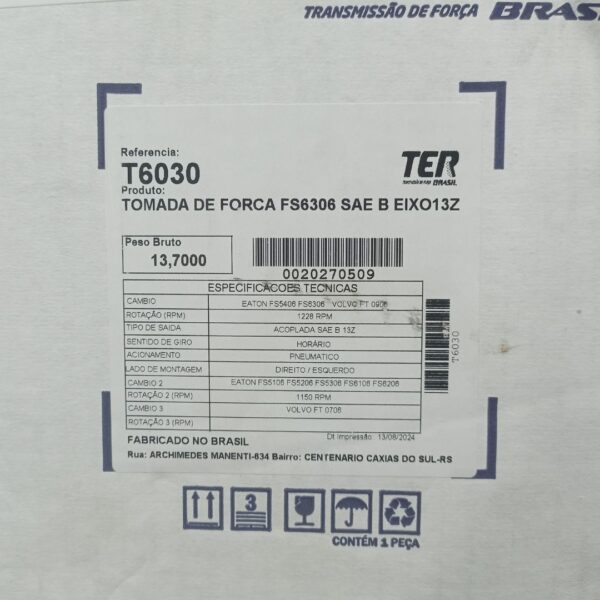 TRANSMISSÃO DE FORÇA BRAS
Referencia:
T6030
TER
BRASIL
Produto:
TOMADA DE FORCA FS6306 SAE B EIXO13Z
Peso Bruto
13,7000
0020270509
ESPECIFICACOES TECNICAS
CAMBIO EATON FS5406 FS6306 VOLVO FT 0906
ROTAÇÃO (RPM) 1228 RPM
TIPO DE SAIDA ACOPLADA SAE B 13Z
SENTIDO DE GIRO HORÁRIO
ACIONAMENTO PNEUMATICO
LADO DE MONTAGEM DIREITO / ESQUERDO
CAMBIO 2 EATON FS5106 FS5206 FS5306 FS6106 FS6206
ROTAÇÃO 2 (RPM) 1150 RPM
CAMBIO 3 VOLVO FT 0706
ROTAÇÃO 3 (RPM)
T6030
Dt Impressão: 13/08/2024
FABRICADO NO BRASIL
Rua: ARCHIMEDES MANENTI-634 Bairro: CENTENARIO CAXIAS DO SUL-RS
3
CONTÉM 1 PEÇA